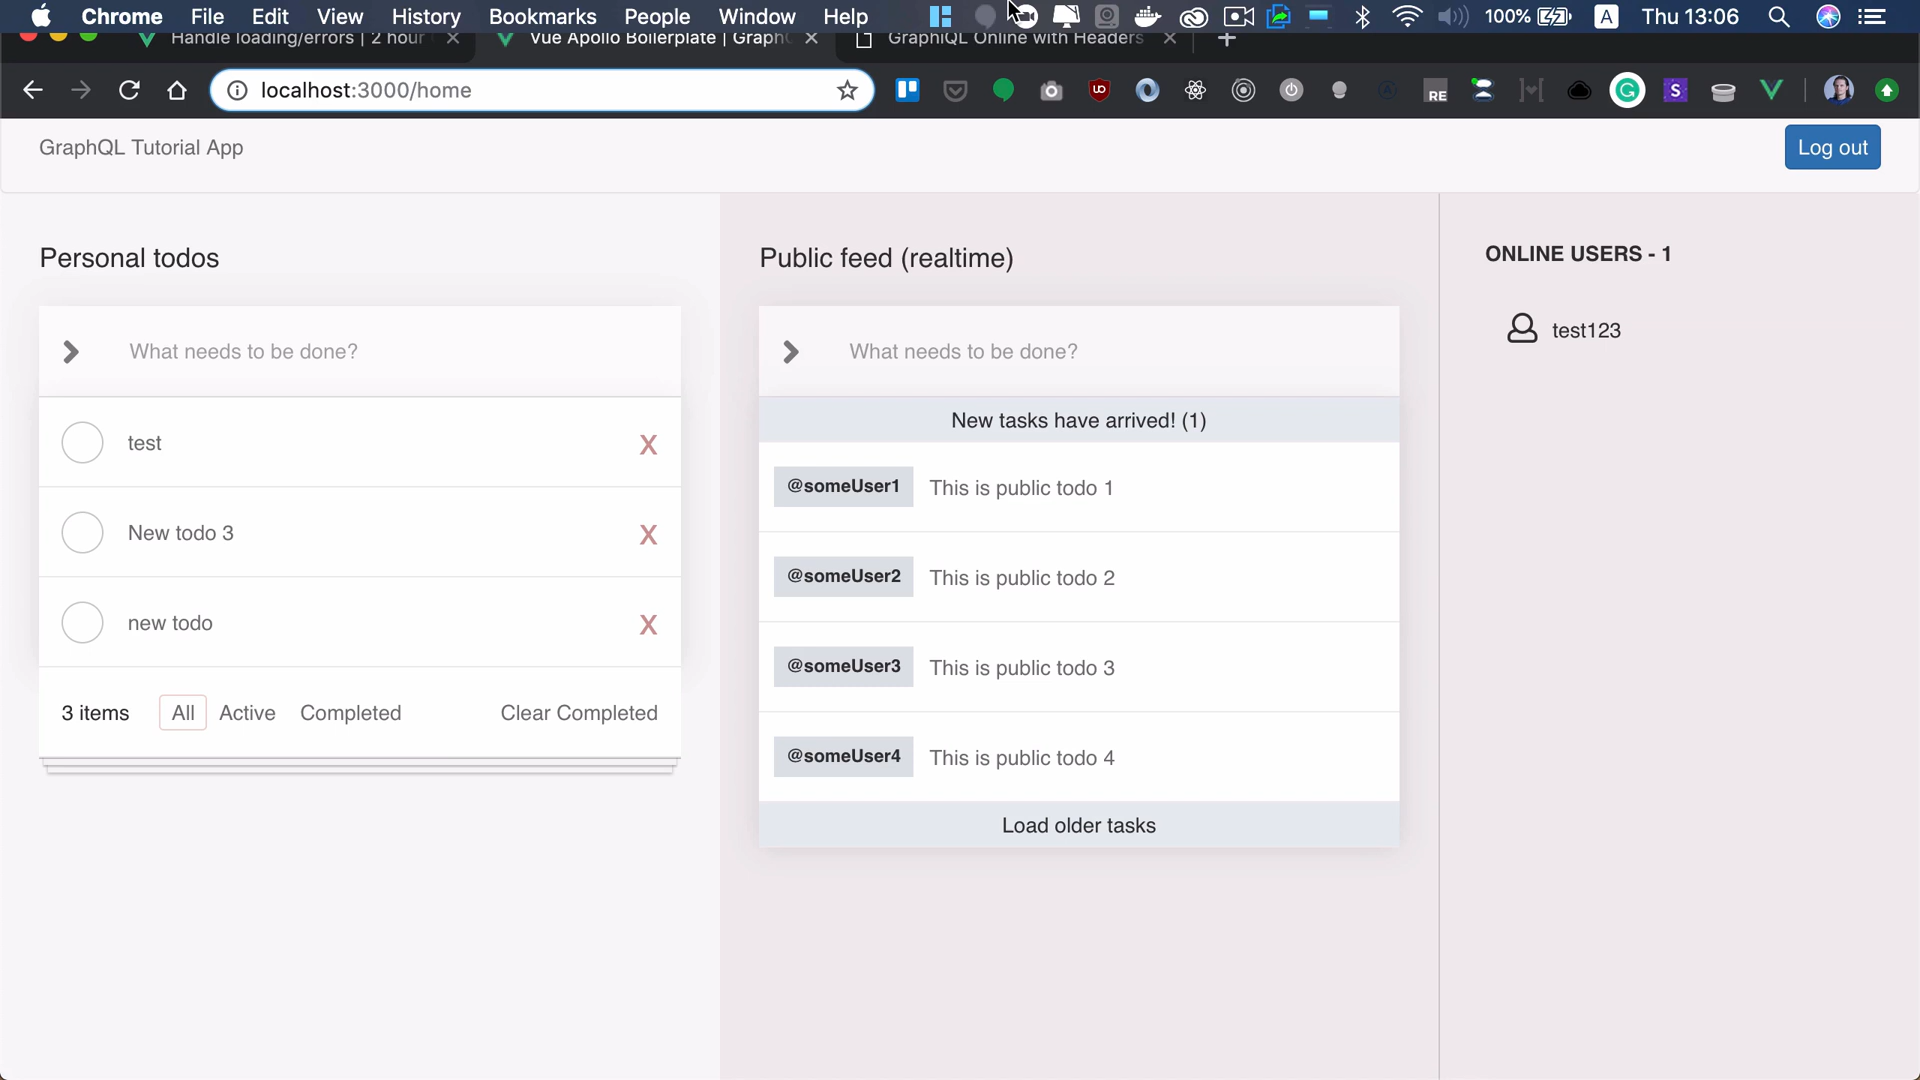 Chrome File Edit View History Bookmarks People Window Help 100% A Thu 13:06
Handle loading/errors | 2 hour Vue Apollo Boilerplate | Graph GraphiQL Online with Headers
localhost:3000/home
GraphQL Tutorial App
Log out
Personal todos
What needs to be done?
test X
New todo 3 X
new todo X
3 items All Active Completed Clear Completed
Public feed (realtime)
What needs to be done?
New tasks have arrived! (1)
@someUser1 This is public todo 1
@someUser2 This is public todo 2
@someUser3 This is public todo 3
@someUser4 This is public todo 4
Load older tasks
ONLINE USERS - 1
test123